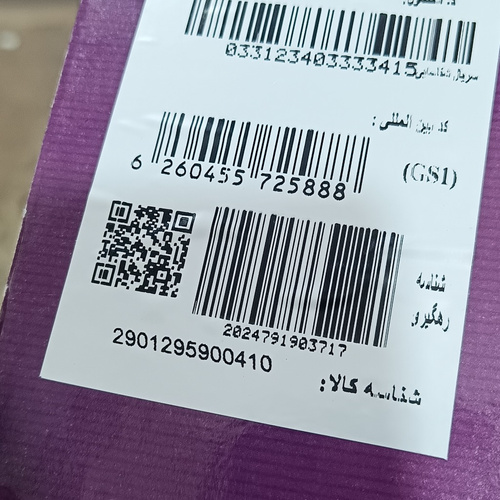 033123403333415
سریال شناسایی
کد بین المللی :
6 260455 725888
(GS1)
شناسه
رهگیری
2024791903717
2901295900410
شناسه کالا: